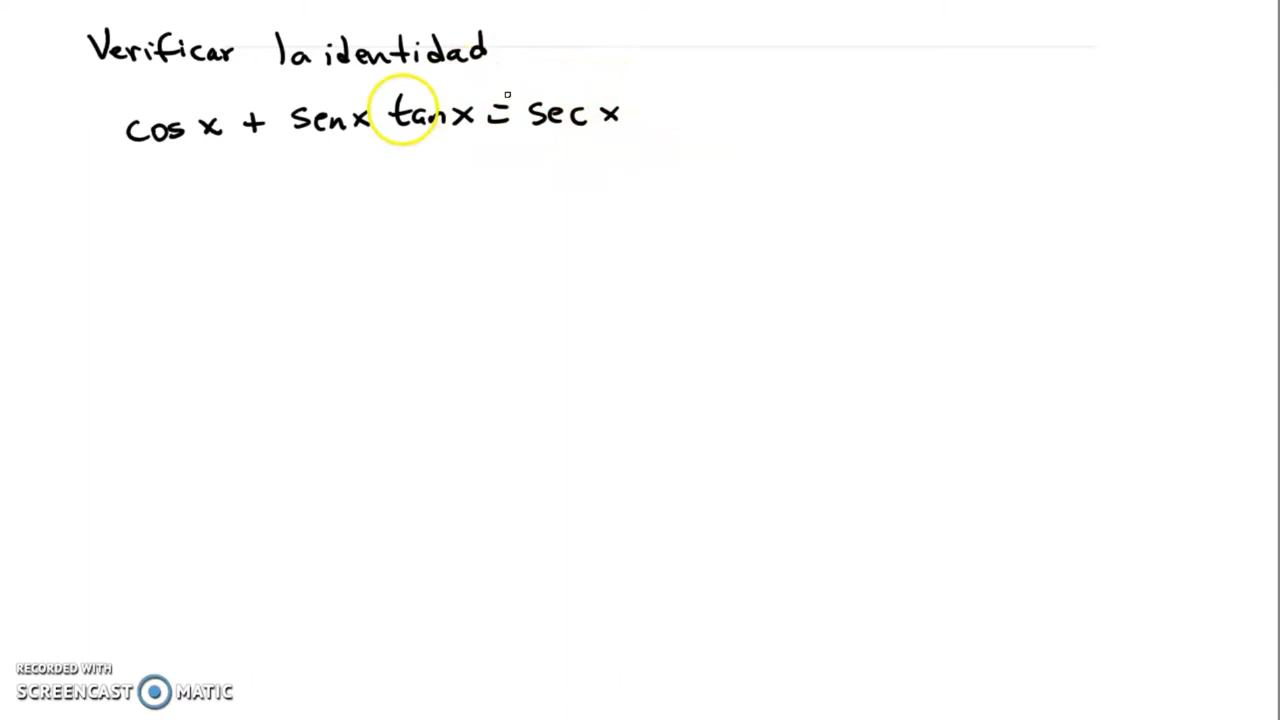 Verificar la identidad
cos x + sen x tan x = sec x
RECORDED WITH
SCREENCAST MATIC